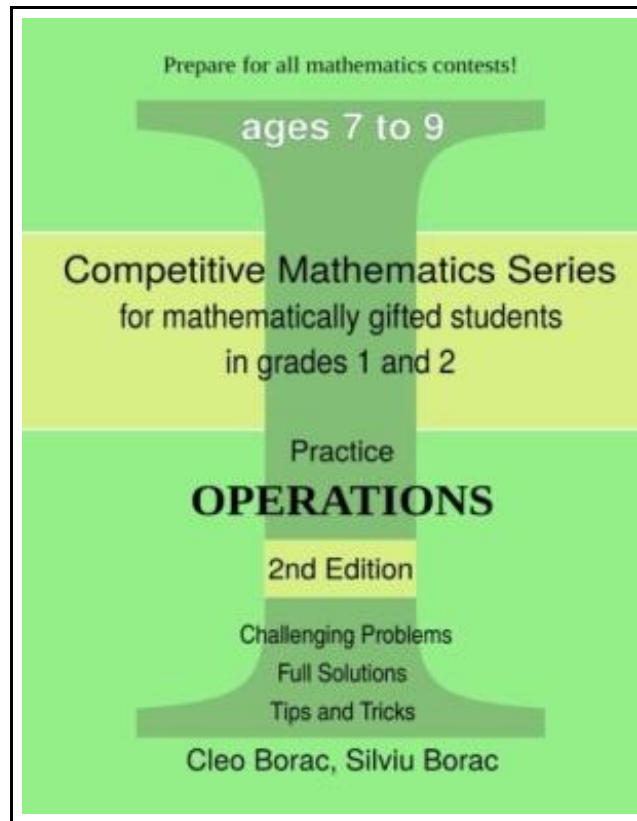 Prepare for all mathematics contests!
ages 7 to 9
Competitive Mathematics Series
for mathematically gifted students
in grades 1 and 2
Practice
OPERATIONS
2nd Edition
Challenging Problems
Full Solutions
Tips and Tricks
Cleo Borac, Silviu Borac